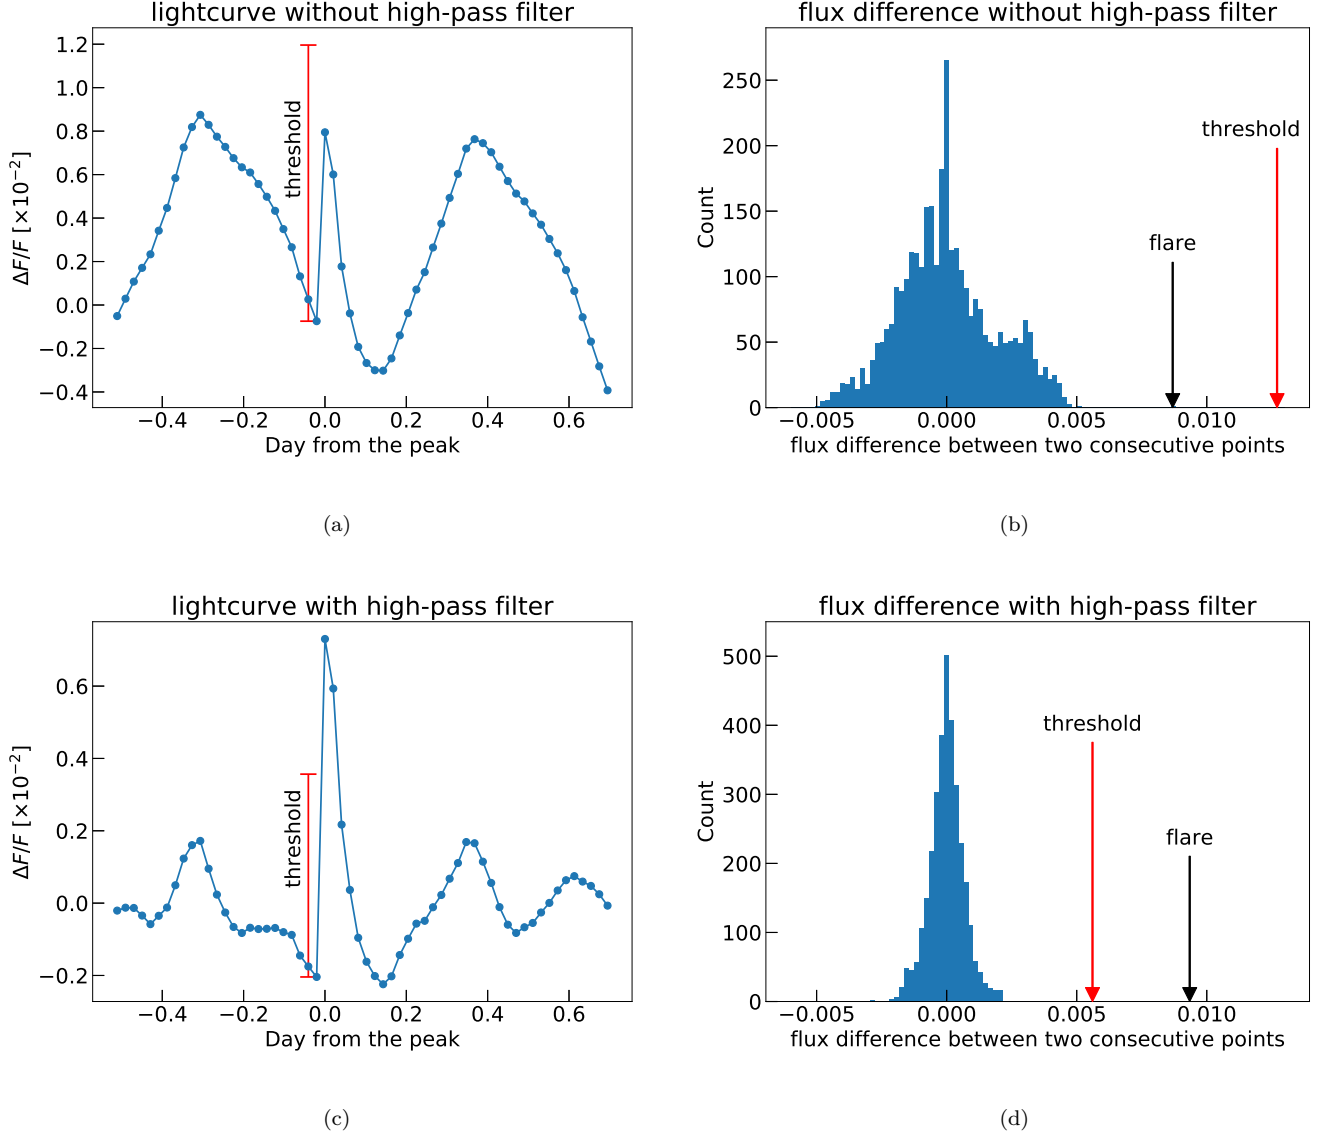 lightcurve without high-pass filter
1.2
1.0
0.8
0.6
0.4
0.2
0.0
−0.2
−0.4
ΔF/F [×10⁻²]
threshold
−0.4 −0.2 0.0 0.2 0.4 0.6
Day from the peak
(a)
flux difference without high-pass filter
250
200
150
100
50
0
Count
threshold
flare
−0.005 0.000 0.005 0.010
flux difference between two consecutive points
(b)
lightcurve with high-pass filter
0.6
0.4
0.2
0.0
−0.2
ΔF/F [×10⁻²]
threshold
−0.4 −0.2 0.0 0.2 0.4 0.6
Day from the peak
(c)
flux difference with high-pass filter
500
400
300
200
100
0
Count
threshold
flare
−0.005 0.000 0.005 0.010
flux difference between two consecutive points
(d)